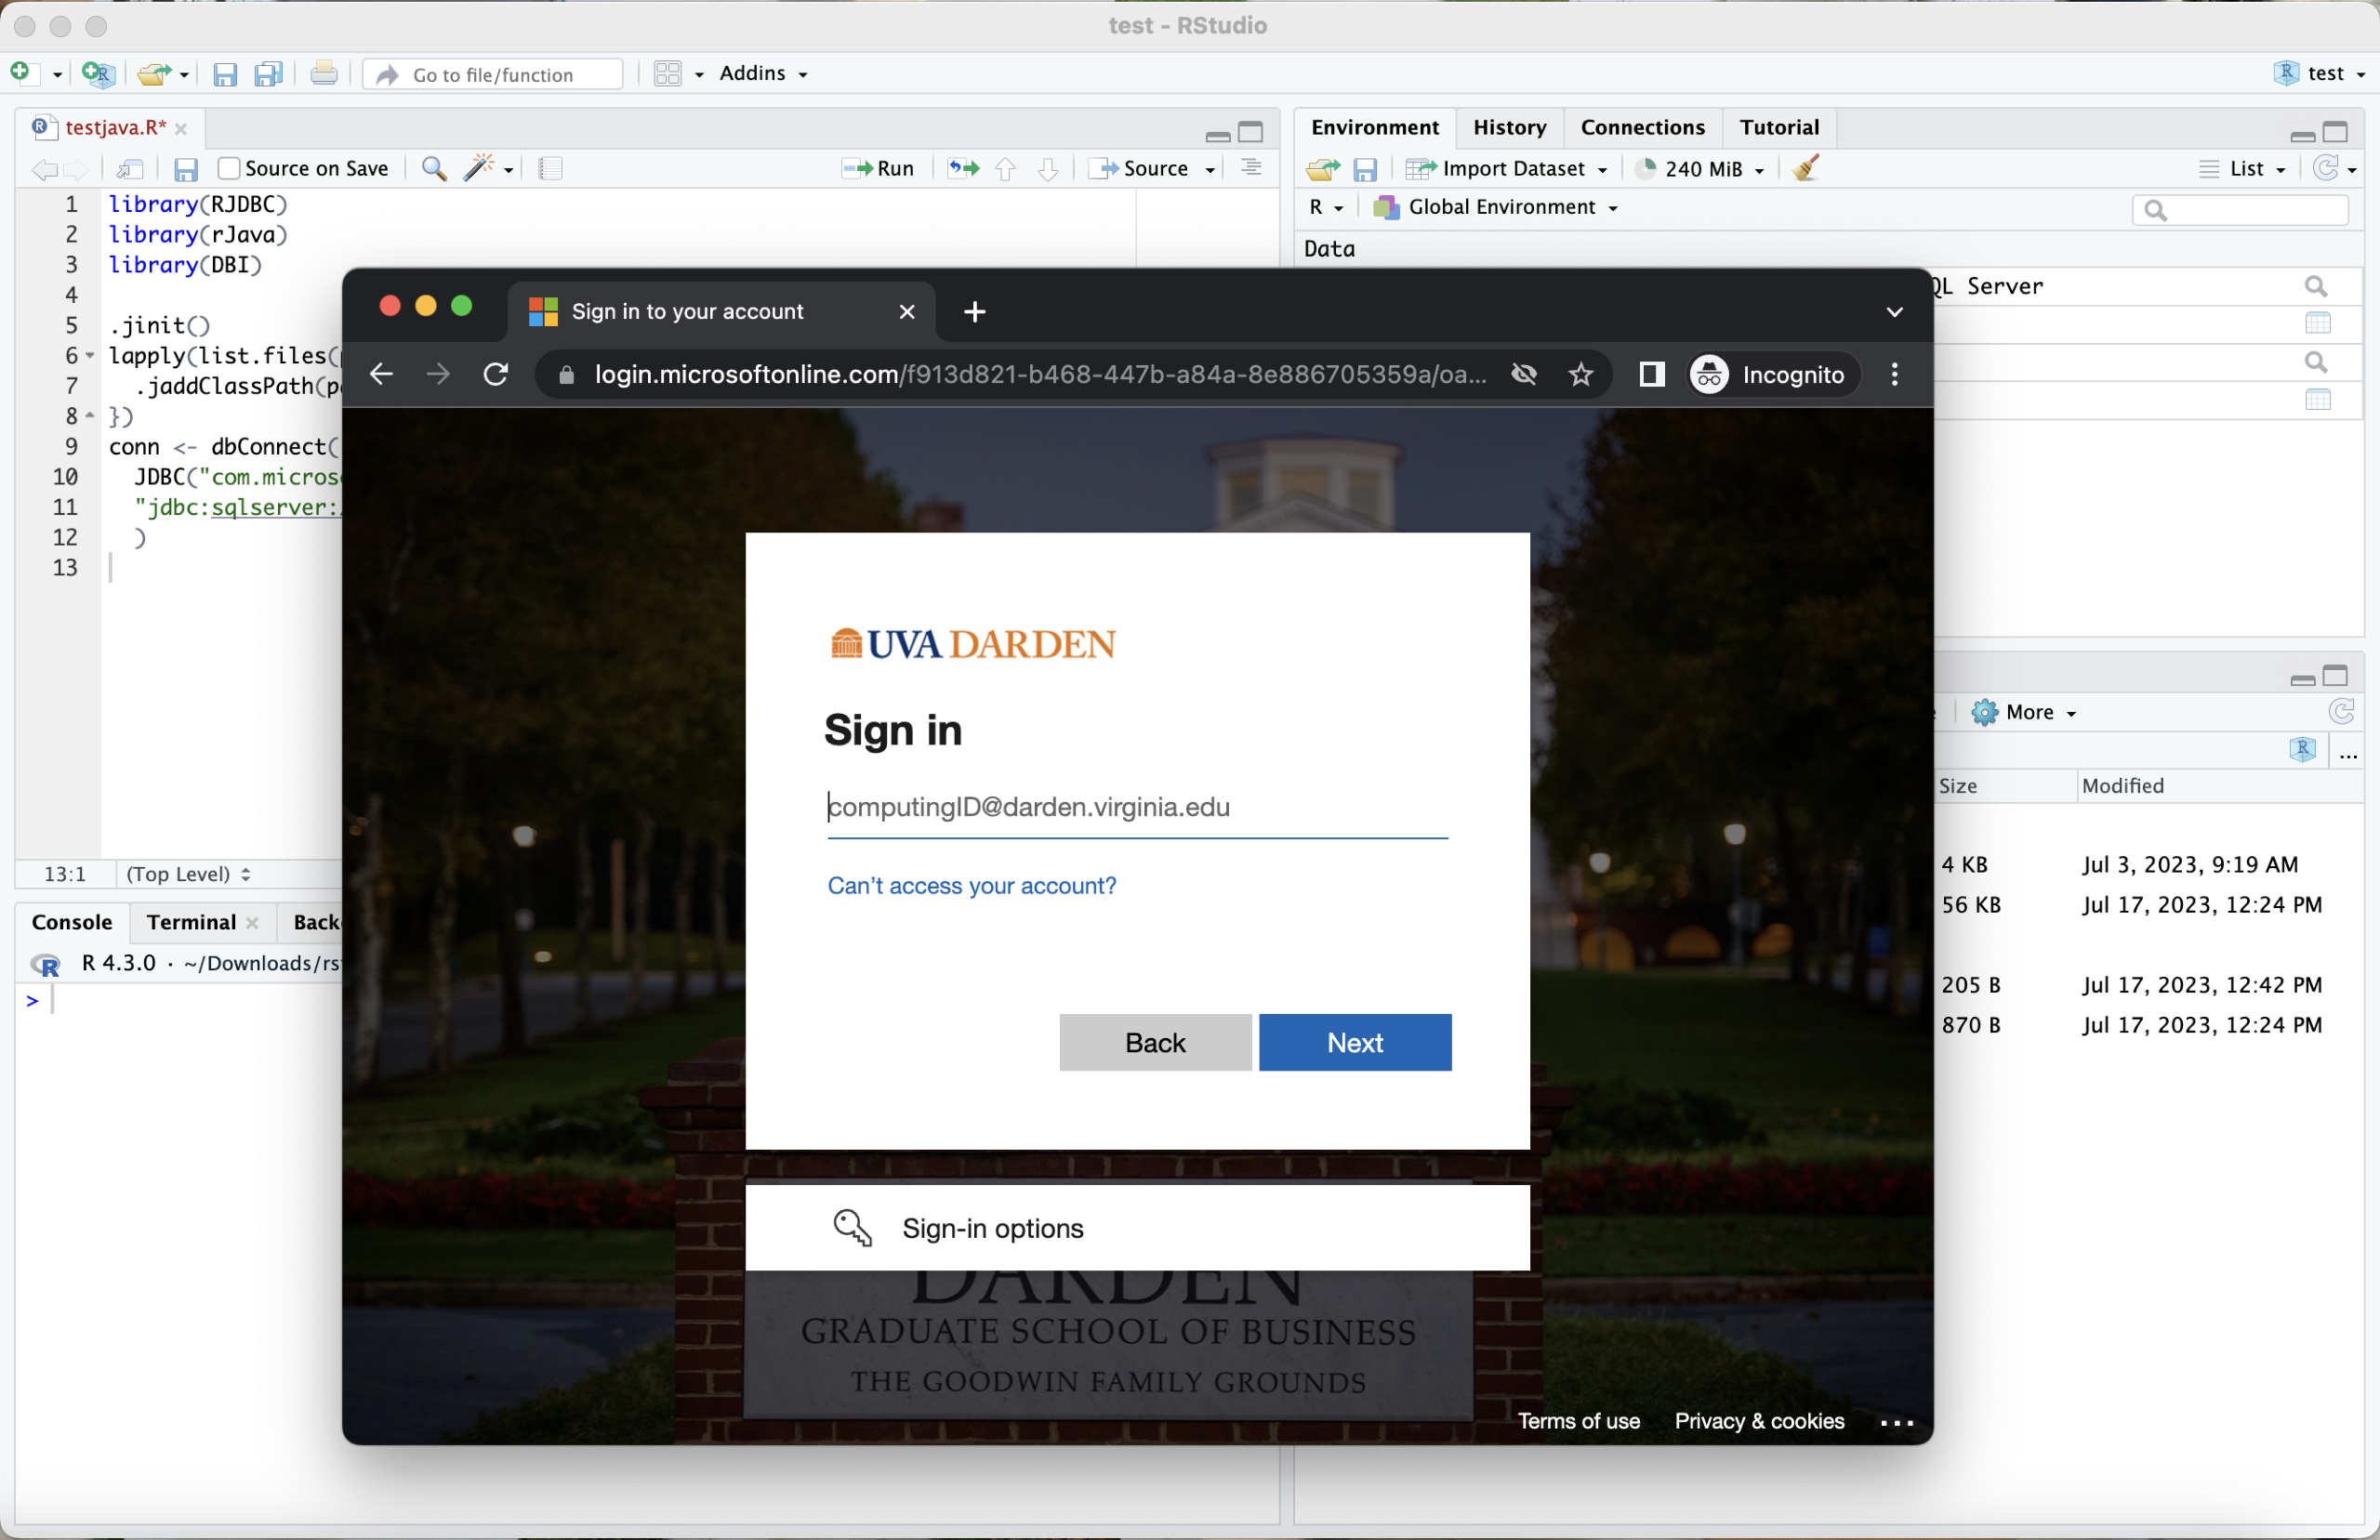 test - RStudio
Go to file/function
Addins
test
testjava.R*
Source on Save
Run
Source
1 library(RJDBC)
2 library(rJava)
3 library(DBI)
4
5 .jinit()
6 lapply(list.files(
7 .jaddClassPath(p
8 })
9 conn <- dbConnect(
10 JDBC("com.micros
11 "jdbc:sqlserver:
12 )
13
13:1 (Top Level)
Console Terminal Back
R 4.3.0 · ~/Downloads/rs
>
Environment History Connections Tutorial
Import Dataset 240 MiB List
R Global Environment
Data
QL Server
More
R ...
Size Modified
4 KB Jul 3, 2023, 9:19 AM
56 KB Jul 17, 2023, 12:24 PM
205 B Jul 17, 2023, 12:42 PM
870 B Jul 17, 2023, 12:24 PM
Sign in to your account
login.microsoftonline.com/f913d821-b468-447b-a84a-8e886705359a/oa...
Incognito
UVA DARDEN
Sign in
computingID@darden.virginia.edu
Can't access your account?
Back Next
Sign-in options
DARDEN
GRADUATE SCHOOL OF BUSINESS
THE GOODWIN FAMILY GROUNDS
Terms of use Privacy & cookies ...